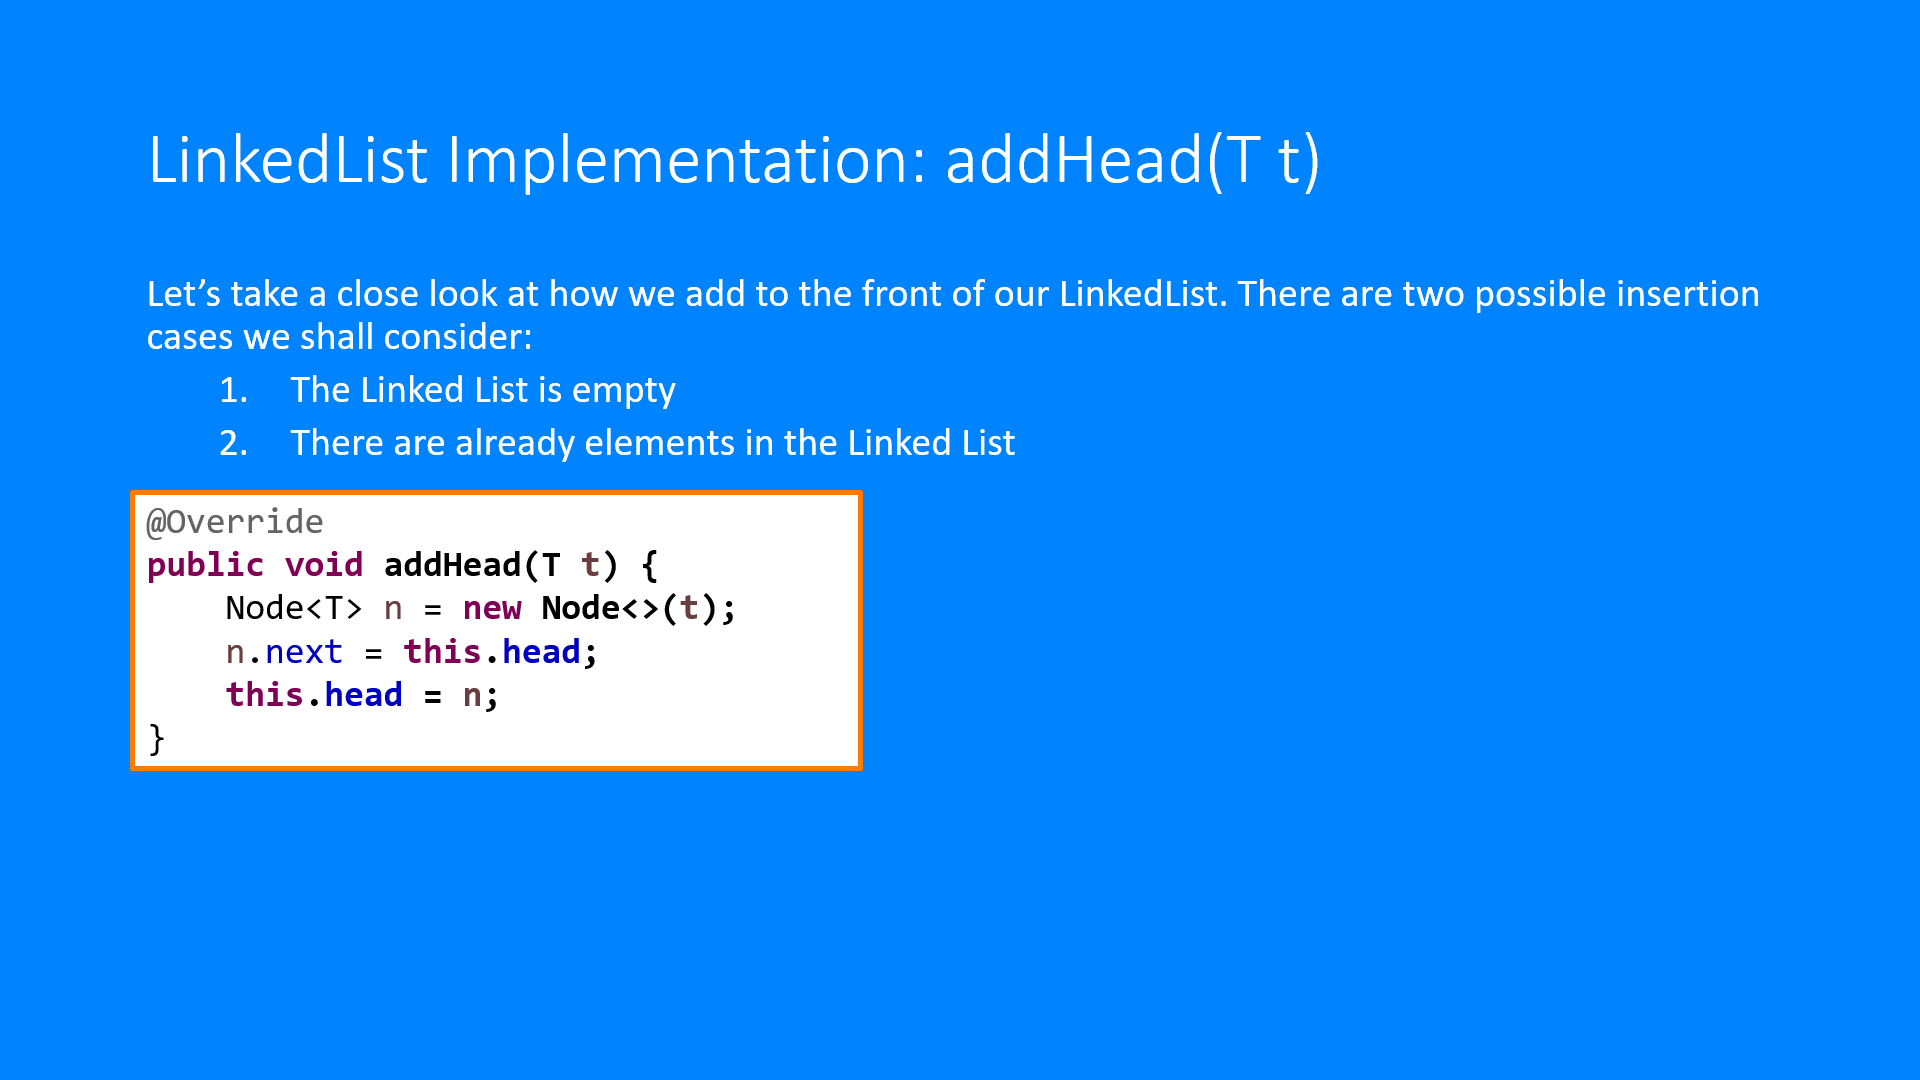 LinkedList Implementation: addHead(T t)
Let’s take a close look at how we add to the front of our LinkedList. There are two possible insertion
cases we shall consider:
1. The Linked List is empty
2. There are already elements in the Linked List
@Override
public void addHead(T t) {
    Node<T> n = new Node<>(t);
    n.next = this.head;
    this.head = n;
}